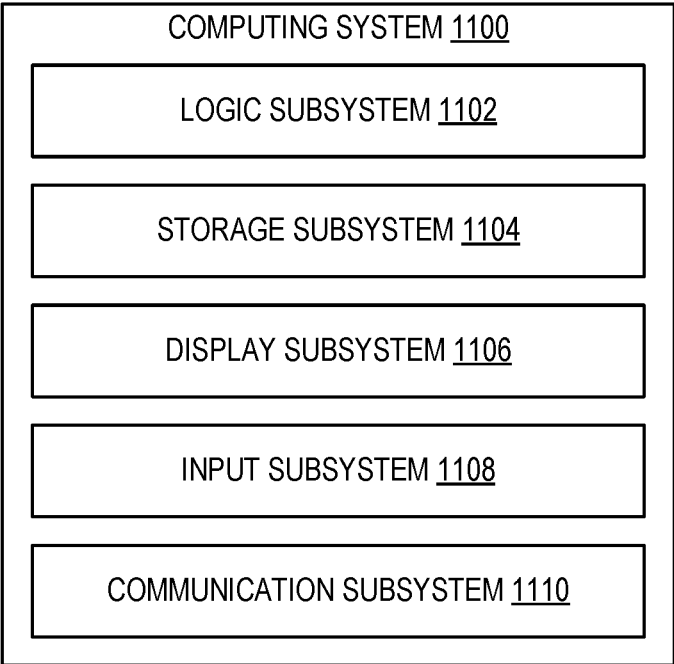 COMPUTING SYSTEM 1100
LOGIC SUBSYSTEM 1102
STORAGE SUBSYSTEM 1104
DISPLAY SUBSYSTEM 1106
INPUT SUBSYSTEM 1108
COMMUNICATION SUBSYSTEM 1110